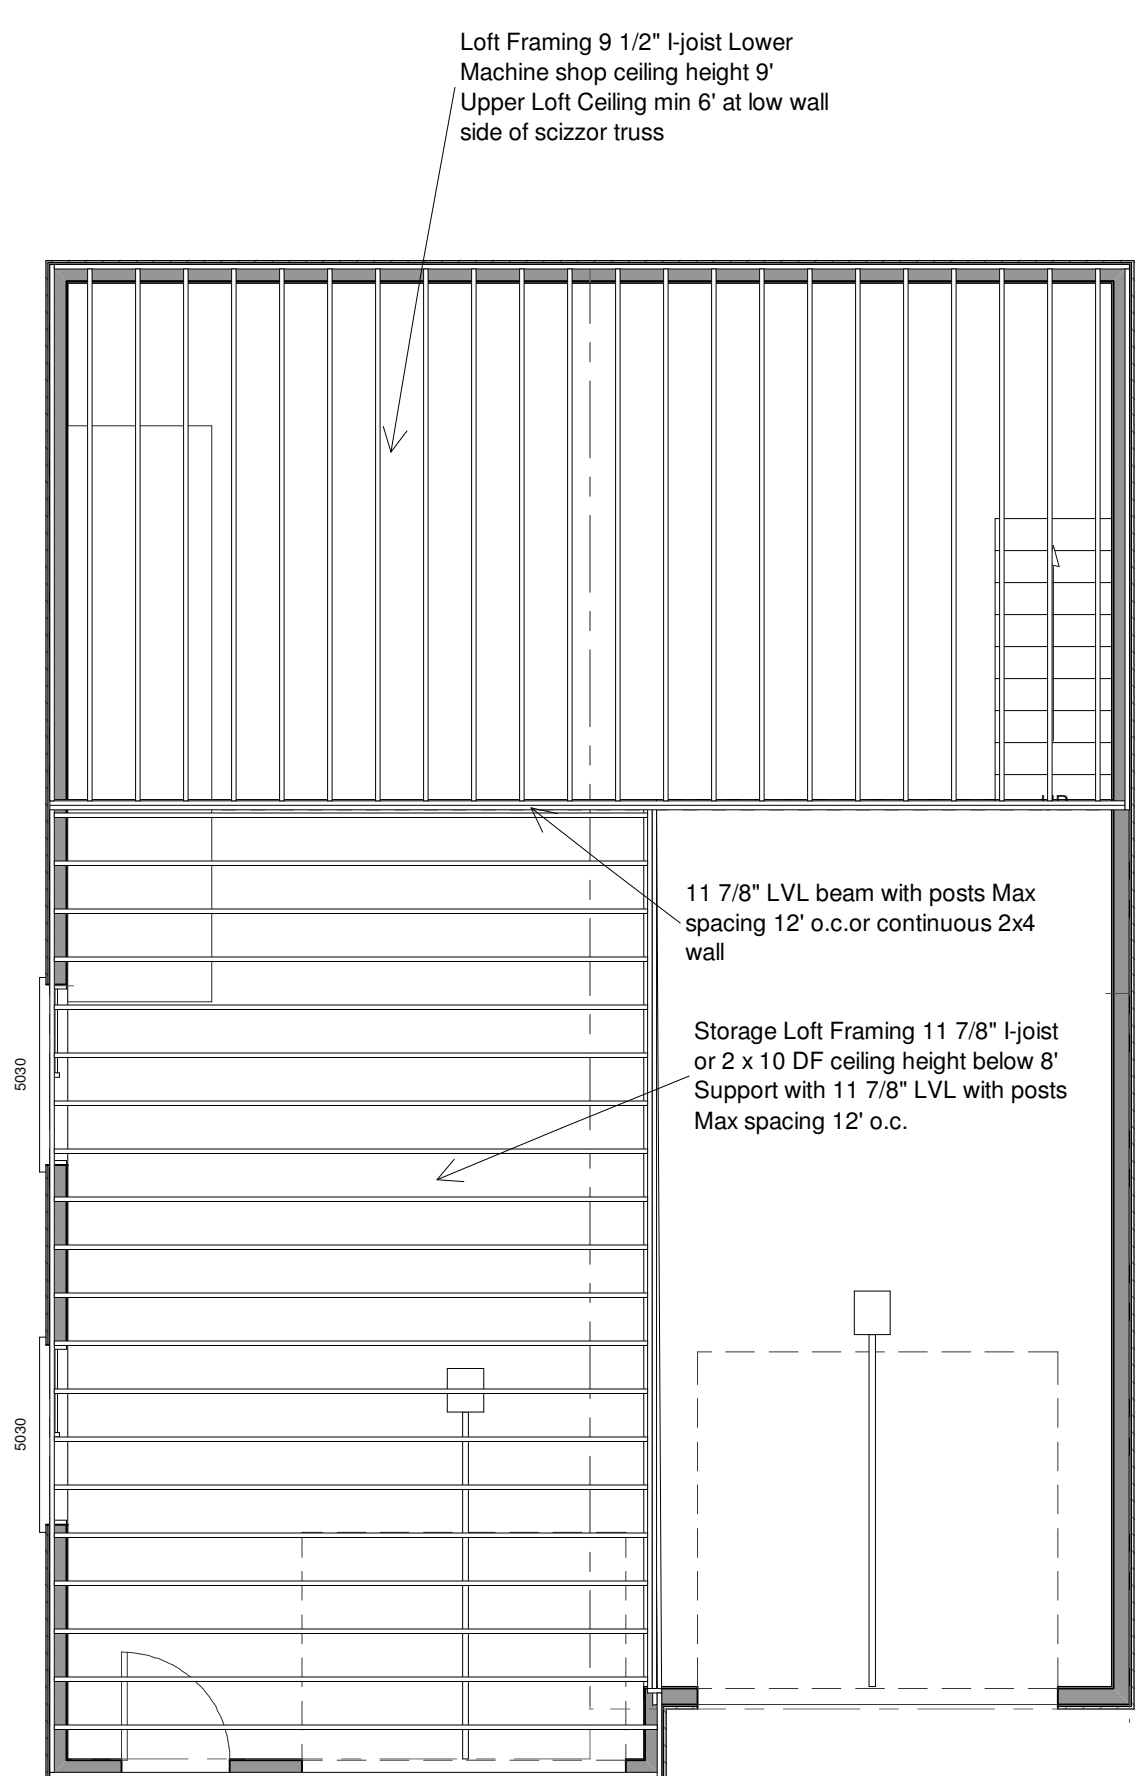 Loft Framing 9 1/2" I-joist Lower
Machine shop ceiling height 9'
Upper Loft Ceiling min 6' at low wall
side of scizzor truss
UP
11 7/8" LVL beam with posts Max
spacing 12' o.c.or continuous 2x4
wall
Storage Loft Framing 11 7/8" I-joist
or 2 x 10 DF ceiling height below 8'
Support with 11 7/8" LVL with posts
Max spacing 12' o.c.
5030
5030